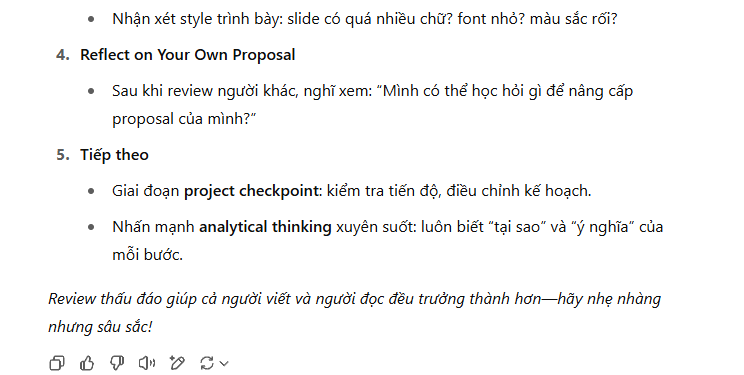 • Nhận xét style trình bày: slide có quá nhiều chữ? font nhỏ? màu sắc rối?
4. Reflect on Your Own Proposal
• Sau khi review người khác, nghĩ xem: “Mình có thể học hỏi gì để nâng cấp
proposal của mình?”
5. Tiếp theo
• Giai đoạn project checkpoint: kiểm tra tiến độ, điều chỉnh kế hoạch.
• Nhấn mạnh analytical thinking xuyên suốt: luôn biết “tại sao” và “ý nghĩa” của
mỗi bước.
Review thấu đáo giúp cả người viết và người đọc đều trưởng thành hơn—hãy nhẹ nhàng
nhưng sâu sắc!